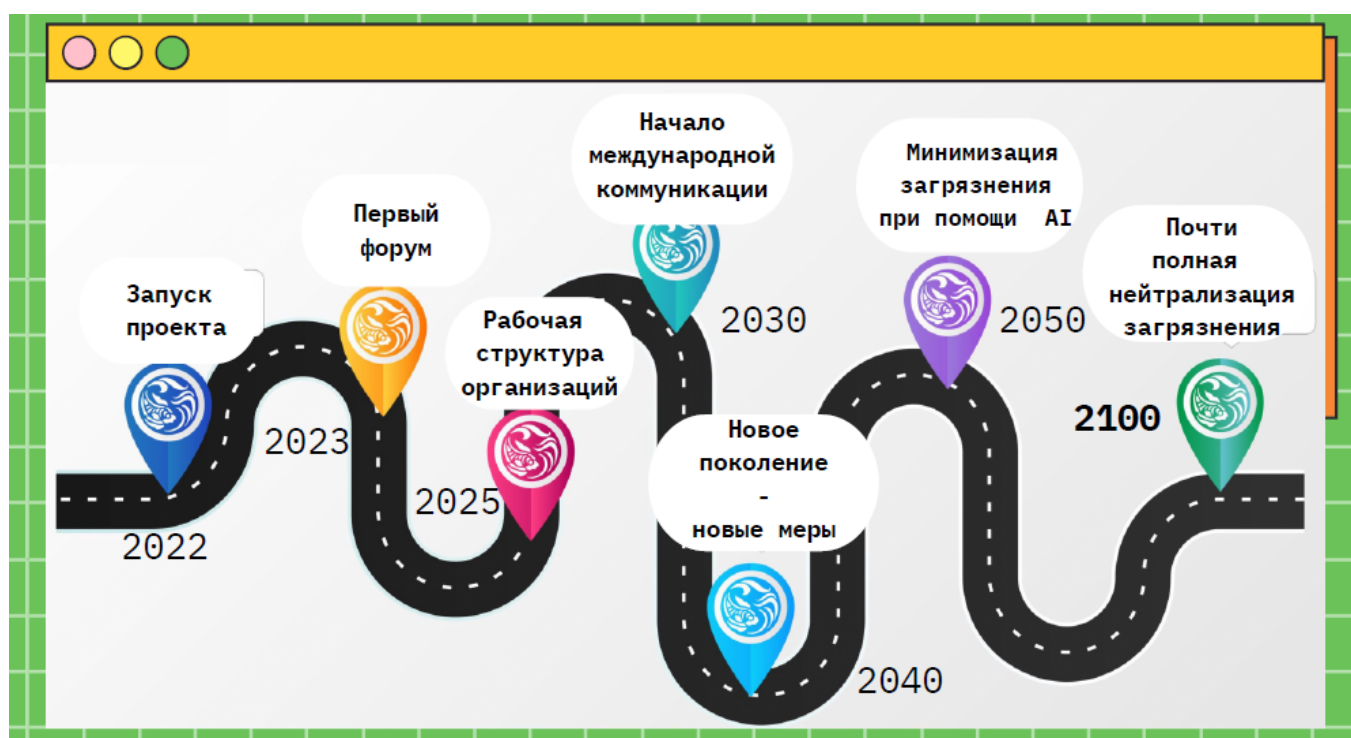 Запуск
проекта
2022
Первый
форум
2023
Рабочая
структура
организаций
2025
Начало
международной
коммуникации
2030
Новое
поколение
-
новые меры
2040
Минимизация
загрязнения
при помощи AI
2050
Почти
полная
нейтрализация
загрязнения
2100